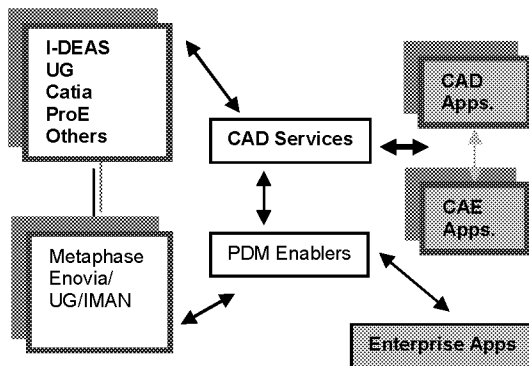 I-DEAS
UG
Catia
ProE
Others
CAD Services
CAD
Apps.
CAE
Apps.
Metaphase
Enovia/
UG/IMAN
PDM Enablers
Enterprise Apps